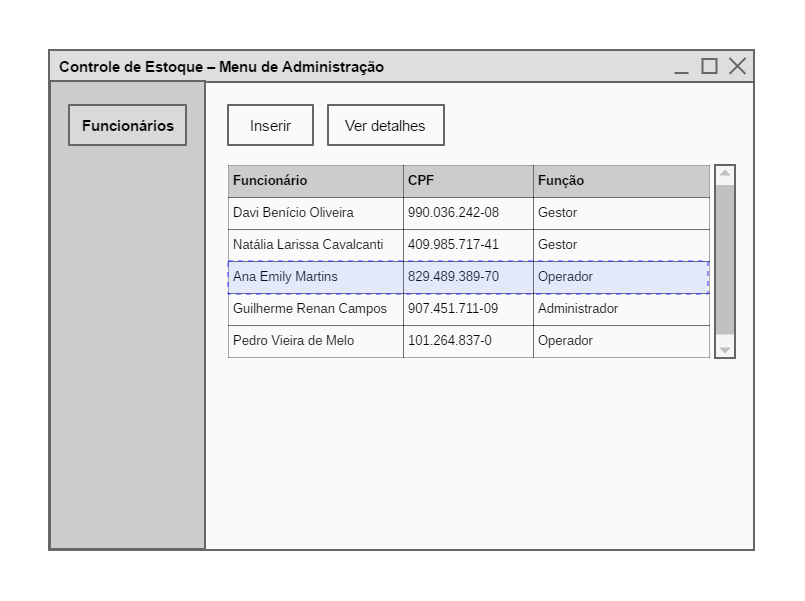 Controle de Estoque – Menu de Administração
Funcionários
Inserir
Ver detalhes
Funcionário CPF Função
Davi Benício Oliveira 990.036.242-08 Gestor
Natália Larissa Cavalcanti 409.985.717-41 Gestor
Ana Emily Martins 829.489.389-70 Operador
Guilherme Renan Campos 907.451.711-09 Administrador
Pedro Vieira de Melo 101.264.837-0 Operador